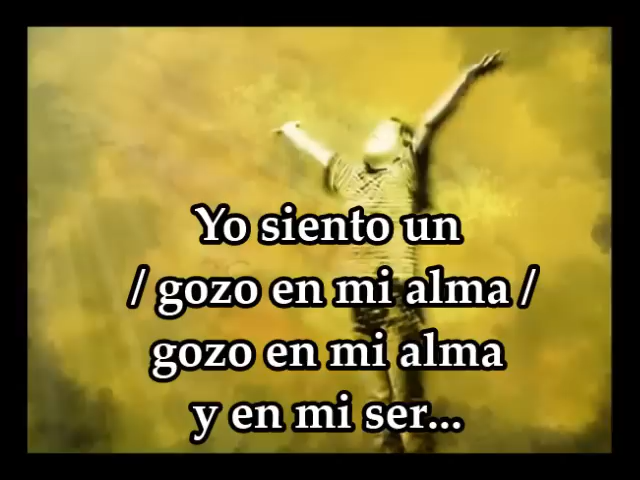 Yo siento un
/ gozo en mi alma /
gozo en mi alma
y en mi ser...